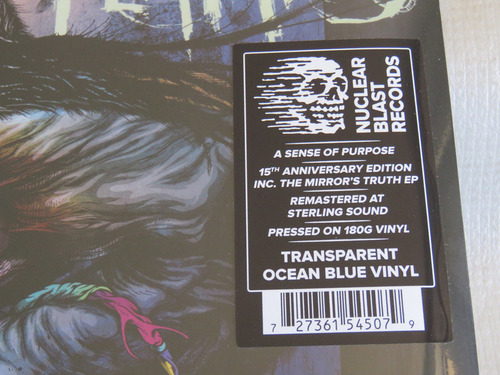 NUCLEAR
BLAST
RECORDS
A SENSE OF PURPOSE
15TH ANNIVERSARY EDITION
INC. THE MIRROR'S TRUTH EP
REMASTERED AT
STERLING SOUND
PRESSED ON 180G VINYL
TRANSPARENT
OCEAN BLUE VINYL
7 27361 54507 9